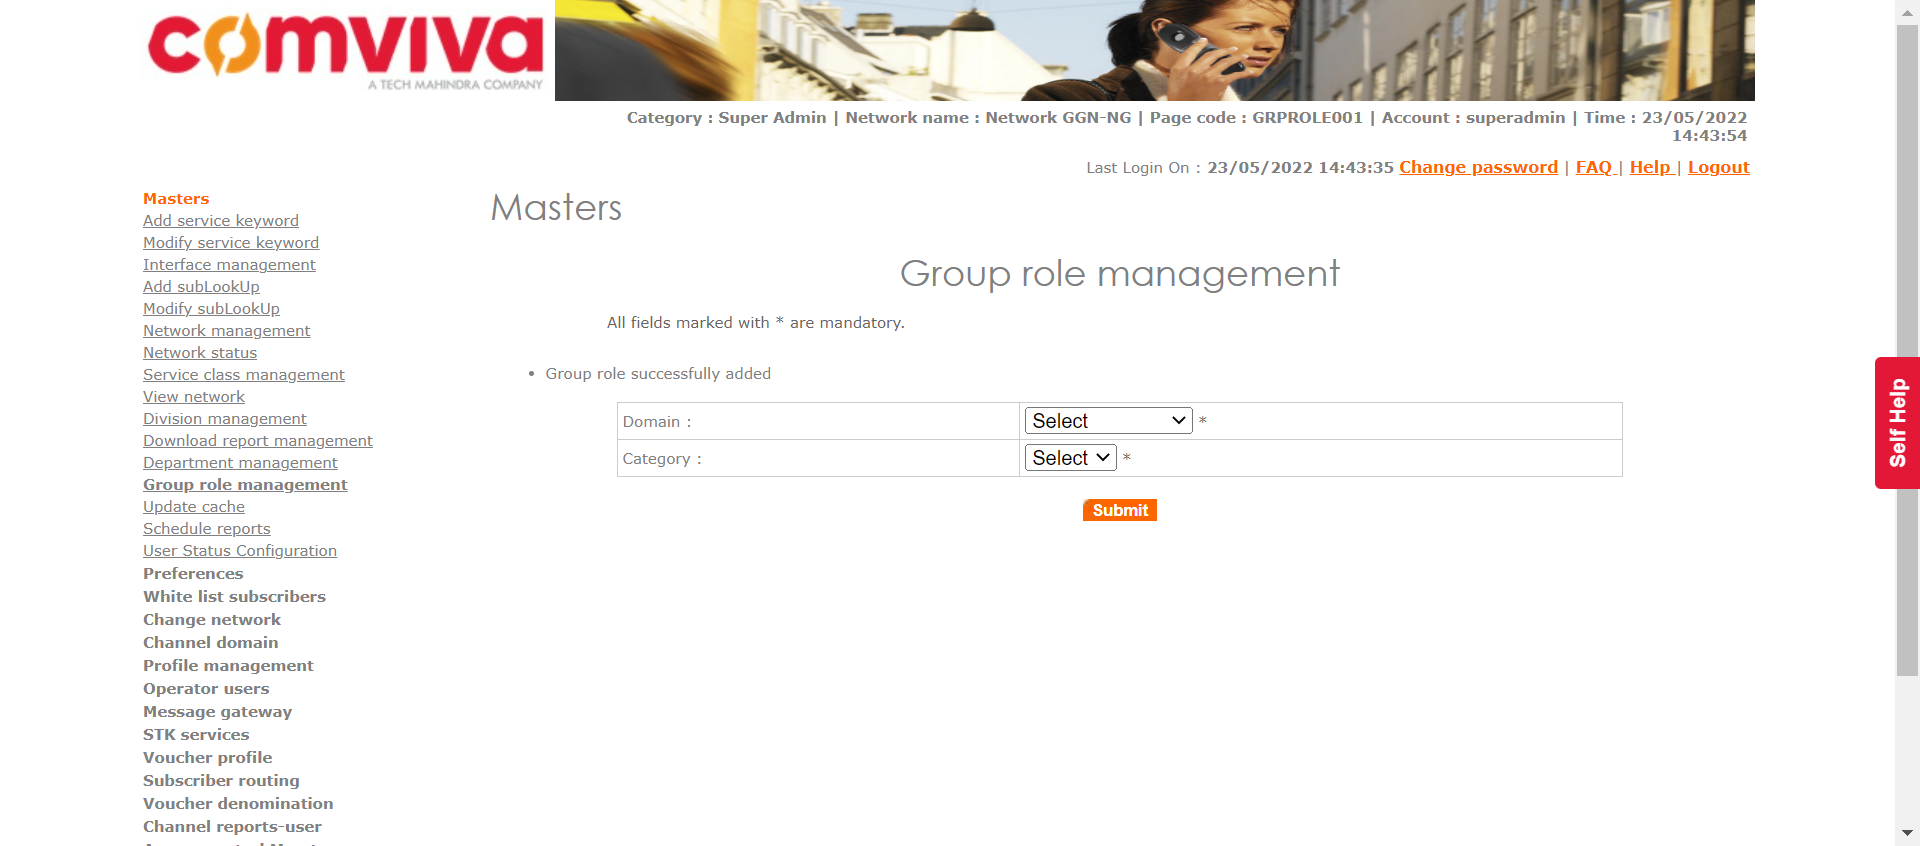 comviva
A TECH MAHINDRA COMPANY
Category : Super Admin | Network name : Network GGN-NG | Page code : GRPROLE001 | Account : superadmin | Time : 23/05/2022
14:43:54
Last Login On : 23/05/2022 14:43:35 Change password | FAQ | Help | Logout
Masters
Add service keyword
Modify service keyword
Interface management
Add subLookUp
Modify subLookUp
Network management
Network status
Service class management
View network
Division management
Download report management
Department management
Group role management
Update cache
Schedule reports
User Status Configuration
Preferences
White list subscribers
Change network
Channel domain
Profile management
Operator users
Message gateway
STK services
Voucher profile
Subscriber routing
Voucher denomination
Channel reports-user
Masters
Group role management
All fields marked with * are mandatory.
• Group role successfully added
Domain : Select *
Category : Select *
Submit
Self Help